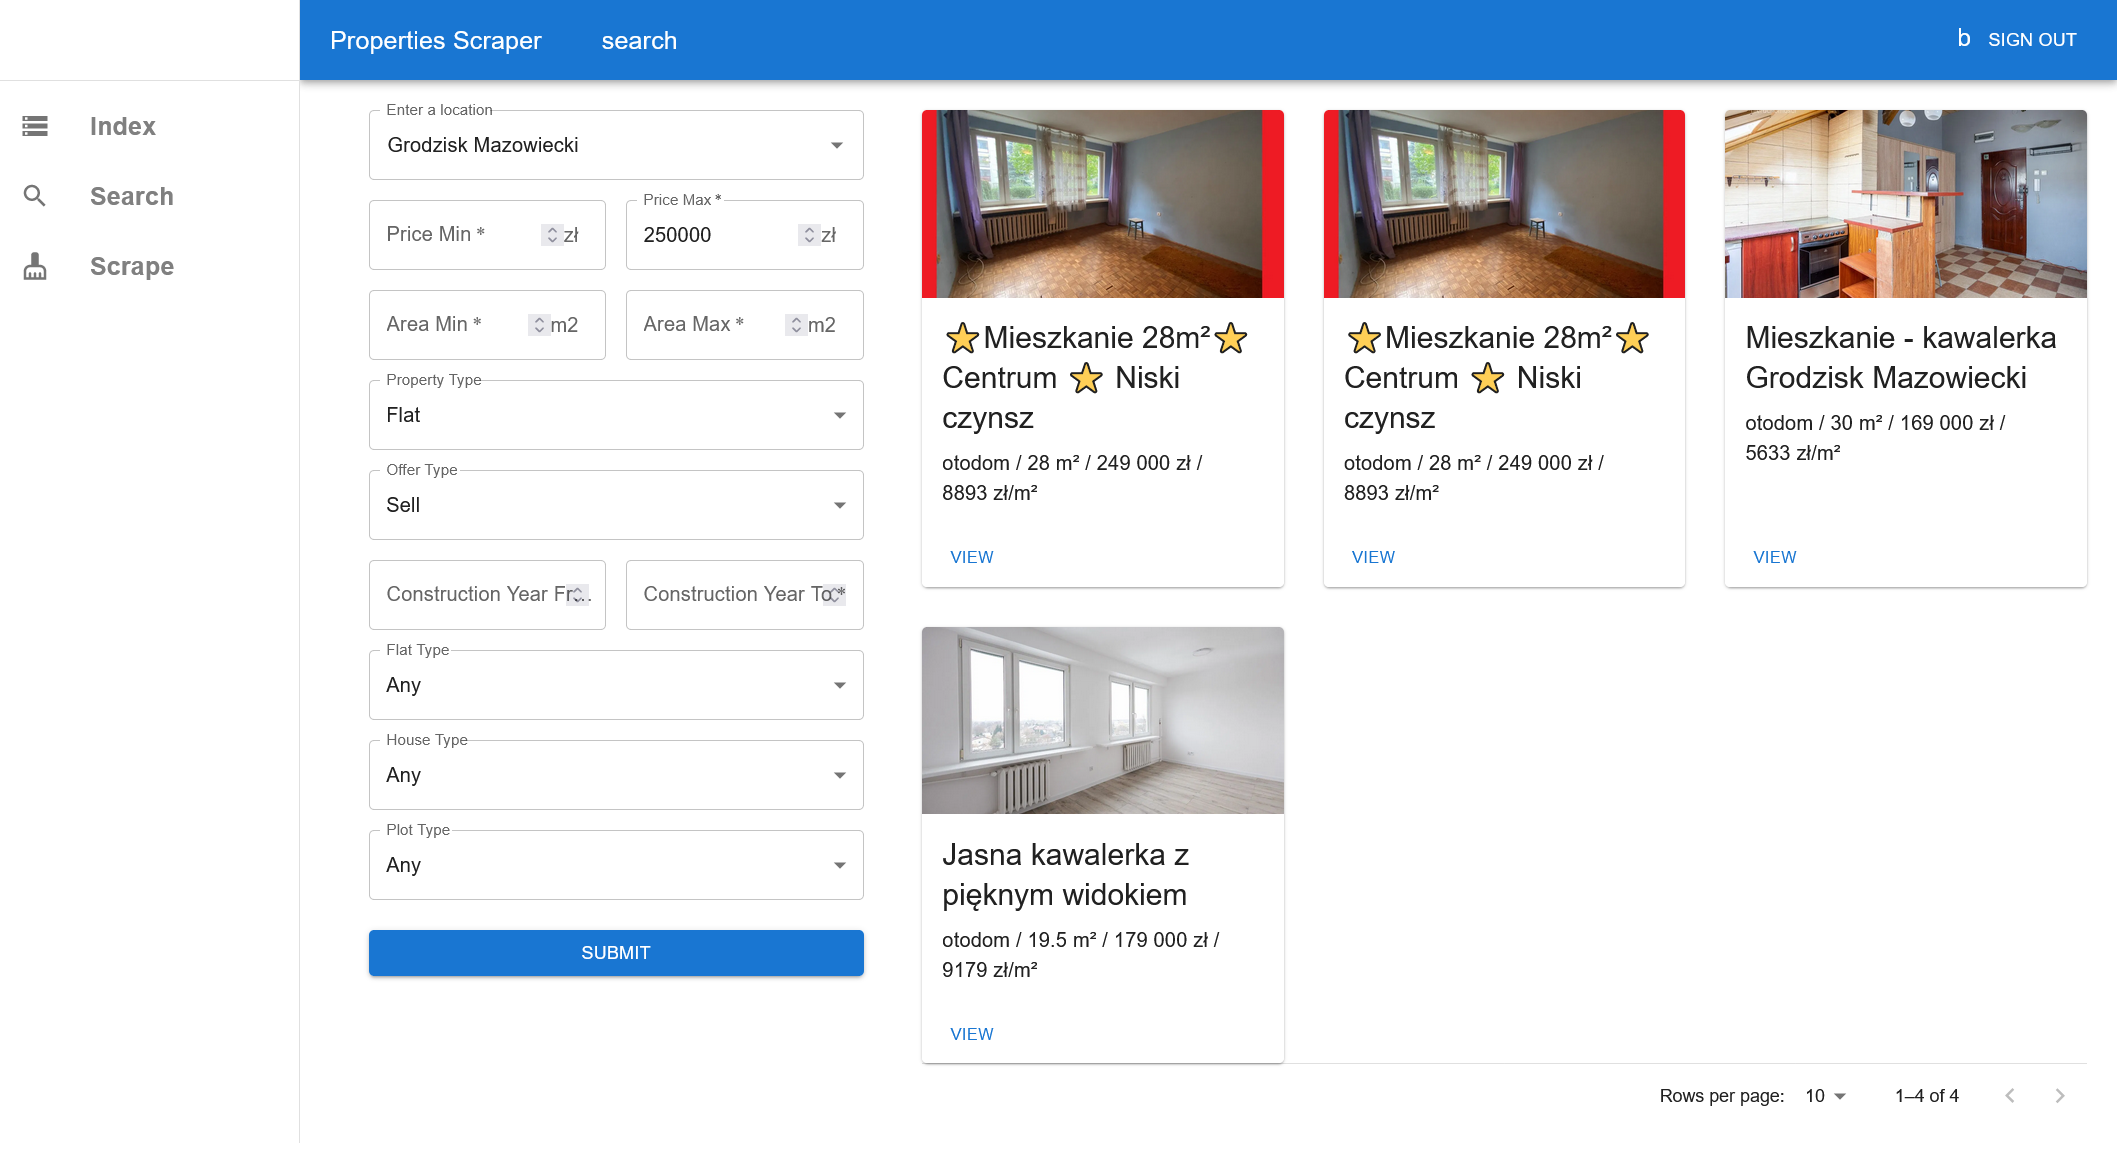 Properties Scraper
search
b
SIGN OUT
Index
Search
Scrape
Enter a location
Grodzisk Mazowiecki
Price Min *
zł
Price Max *
250000
zł
Area Min *
m2
Area Max *
m2
Property Type
Flat
Offer Type
Sell
Construction Year Fr...
Construction Year To *
Flat Type
Any
House Type
Any
Plot Type
Any
SUBMIT
⭐Mieszkanie 28m²⭐
Centrum ⭐ Niski
czynsz
otodom / 28 m² / 249 000 zł /
8893 zł/m²
VIEW
⭐Mieszkanie 28m²⭐
Centrum ⭐ Niski
czynsz
otodom / 28 m² / 249 000 zł /
8893 zł/m²
VIEW
Mieszkanie - kawalerka
Grodzisk Mazowiecki
otodom / 30 m² / 169 000 zł /
5633 zł/m²
VIEW
Jasna kawalerka z
pięknym widokiem
otodom / 19.5 m² / 179 000 zł /
9179 zł/m²
VIEW
Rows per page:
10
1–4 of 4